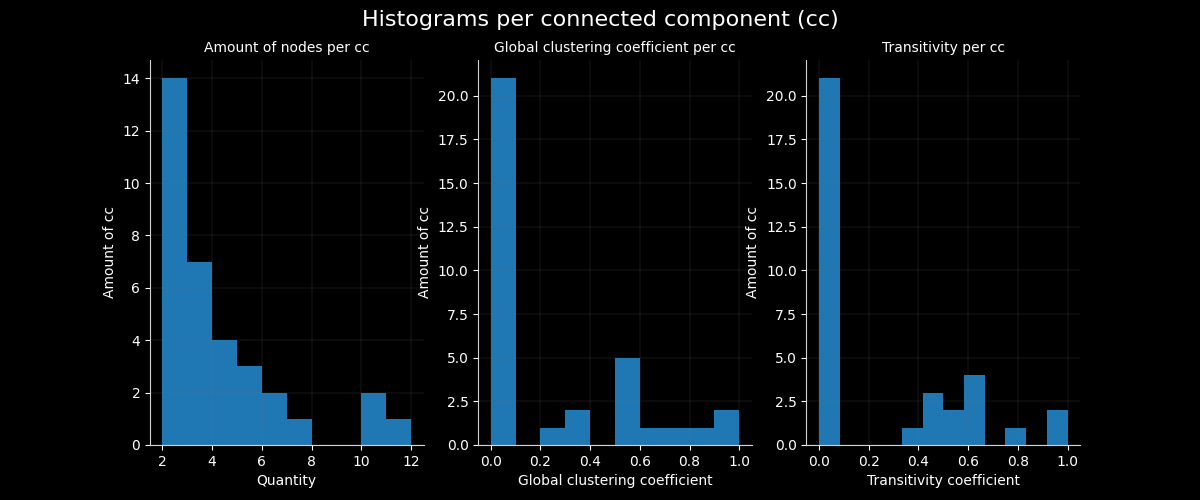 Histograms per connected component (cc)
Amount of nodes per cc
Amount of cc
14
12
10
8
6
4
2
0
2 4 6 8 10 12
Quantity
Global clustering coefficient per cc
Amount of cc
20.0
17.5
15.0
12.5
10.0
7.5
5.0
2.5
0.0
0.0 0.2 0.4 0.6 0.8 1.0
Global clustering coefficient
Transitivity per cc
Amount of cc
20.0
17.5
15.0
12.5
10.0
7.5
5.0
2.5
0.0
0.0 0.2 0.4 0.6 0.8 1.0
Transitivity coefficient